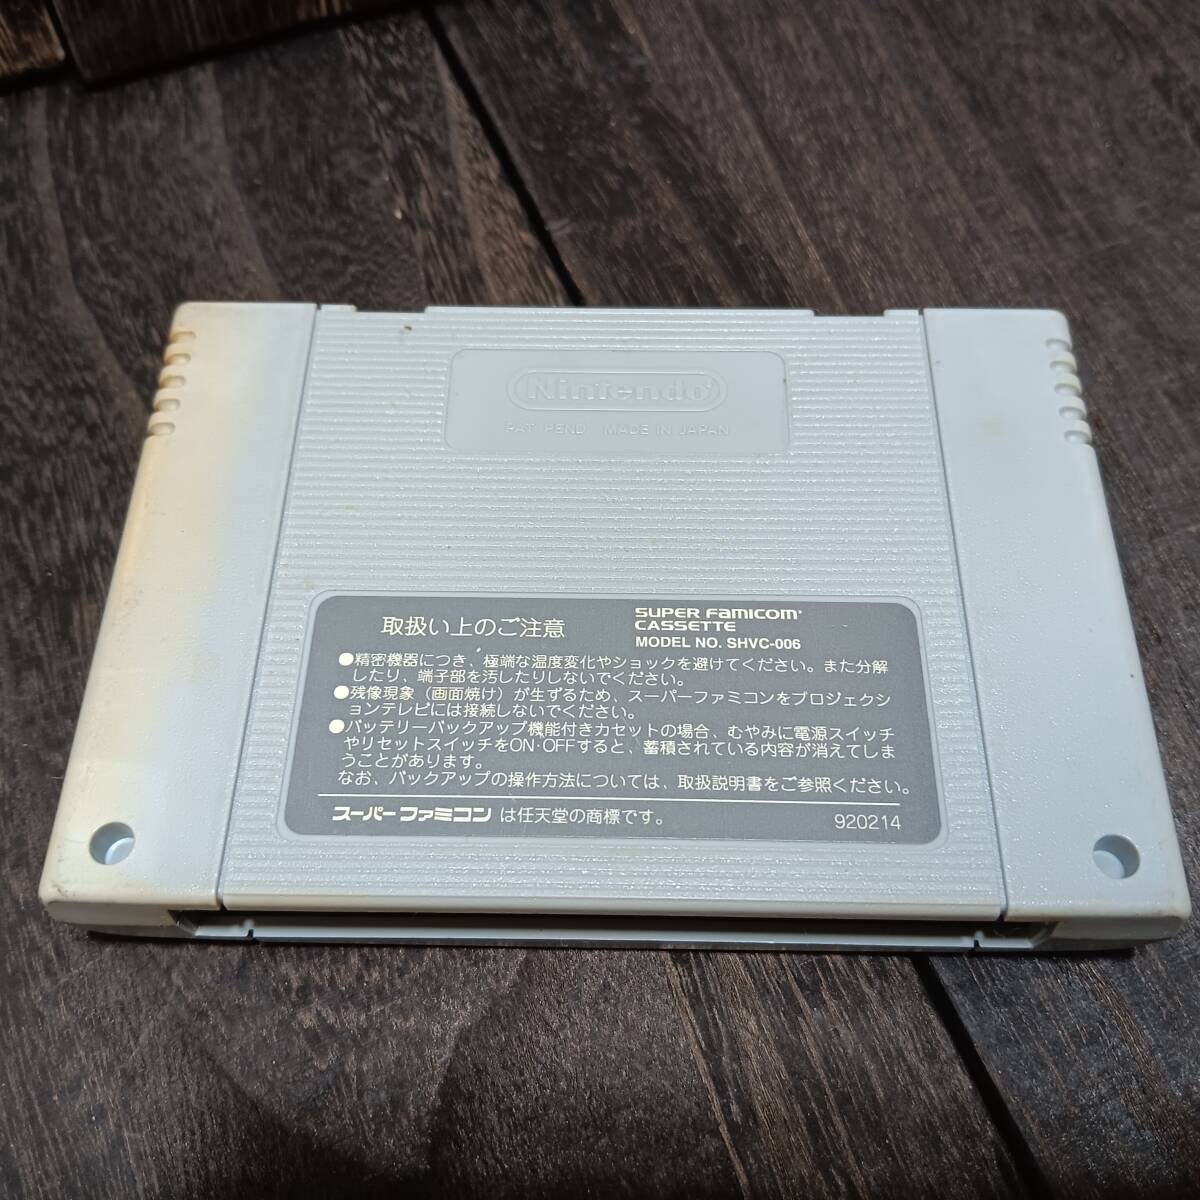 Nintendo
PAT. PEND. MADE IN JAPAN
取扱い上のご注意
SUPER FAMICOM
CASSETTE
MODEL NO. SHVC-006
●精密機器につき、極端な温度変化やショックを避けてください。また分解
したり、端子部を汚したりしないでください。
●残像現象（画面焼け）が生ずるため、スーパーファミコンをプロジェクシ
ョンテレビには接続しないでください。
●バッテリーバックアップ機能付きカセットの場合、むやみに電源スイッチ
やリセットスイッチをON・OFFすると、蓄積されている内容が消えてしま
うことがあります。
なお、バックアップの操作方法については、取扱説明書をご参照ください。
スーパーファミコン は任天堂の商標です。
920214